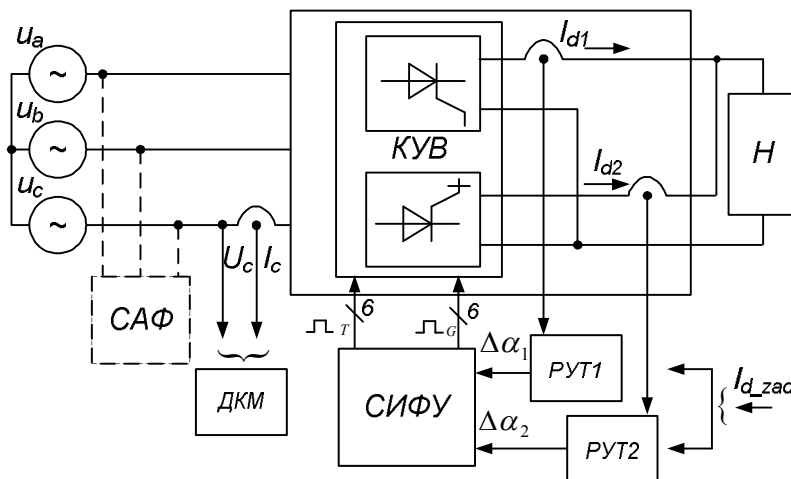 u_a
I_d1
~
u_b
~
КУВ
Н
u_c
I_d2
~
U_c I_c
САФ
6
6
T
G
Δα_1
РУТ1
I_d_zad
ДКМ
СИФУ
Δα_2
РУТ2